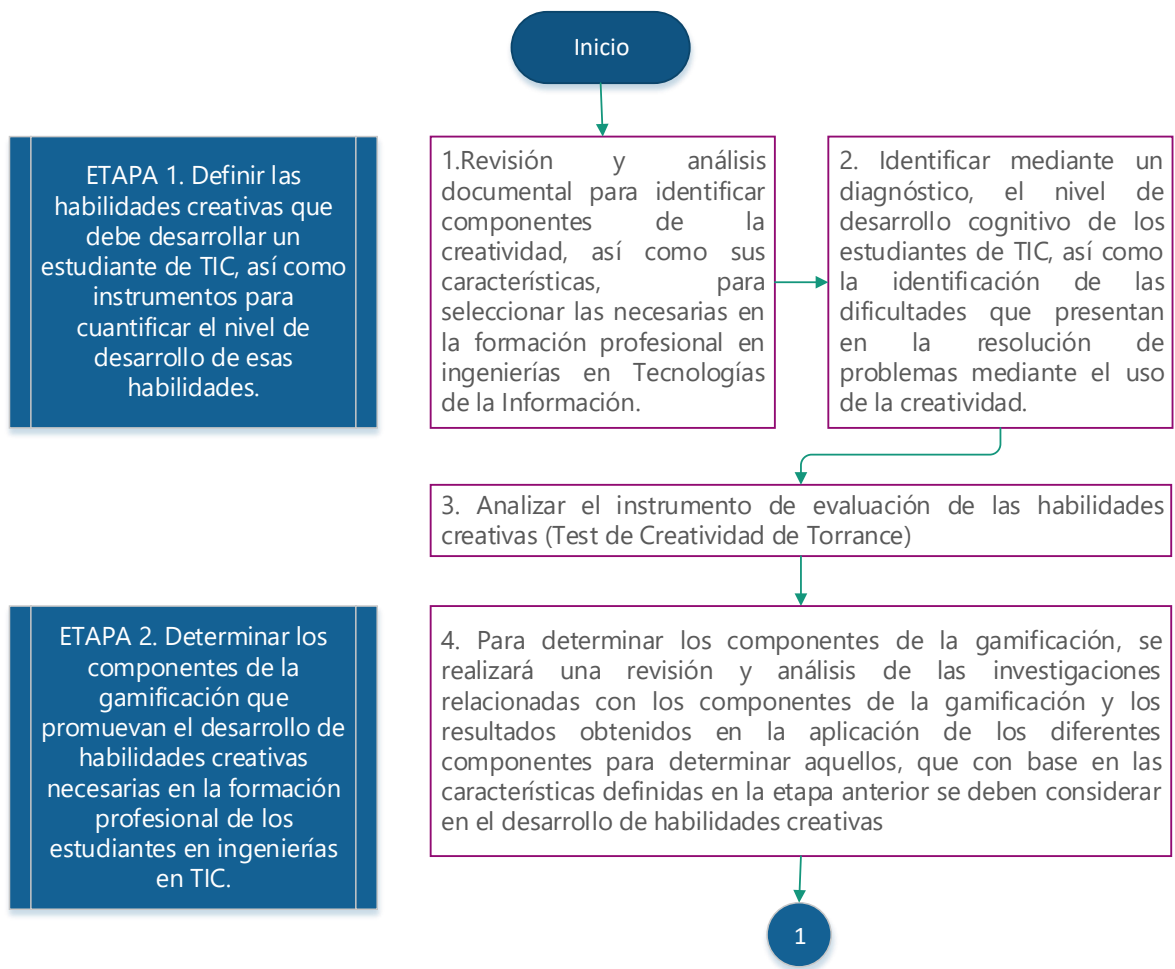 Inicio
ETAPA 1. Definir las
habilidades creativas que
debe desarrollar un
estudiante de TIC, así como
instrumentos para
cuantificar el nivel de
desarrollo de esas
habilidades.
1.Revisión y análisis
documental para identificar
componentes de la
creatividad, así como sus
características, para
seleccionar las necesarias en
la formación profesional en
ingenierías en Tecnologías
de la Información.
2. Identificar mediante un
diagnóstico, el nivel de
desarrollo cognitivo de los
estudiantes de TIC, así como
la identificación de las
dificultades que presentan
en la resolución de
problemas mediante el uso
de la creatividad.
3. Analizar el instrumento de evaluación de las habilidades
creativas (Test de Creatividad de Torrance)
ETAPA 2. Determinar los
componentes de la
gamificación que
promuevan el desarrollo de
habilidades creativas
necesarias en la formación
profesional de los
estudiantes en ingenierías
en TIC.
4. Para determinar los componentes de la gamificación, se
realizará una revisión y análisis de las investigaciones
relacionadas con los componentes de la gamificación y los
resultados obtenidos en la aplicación de los diferentes
componentes para determinar aquellos, que con base en las
características definidas en la etapa anterior se deben considerar
en el desarrollo de habilidades creativas
1